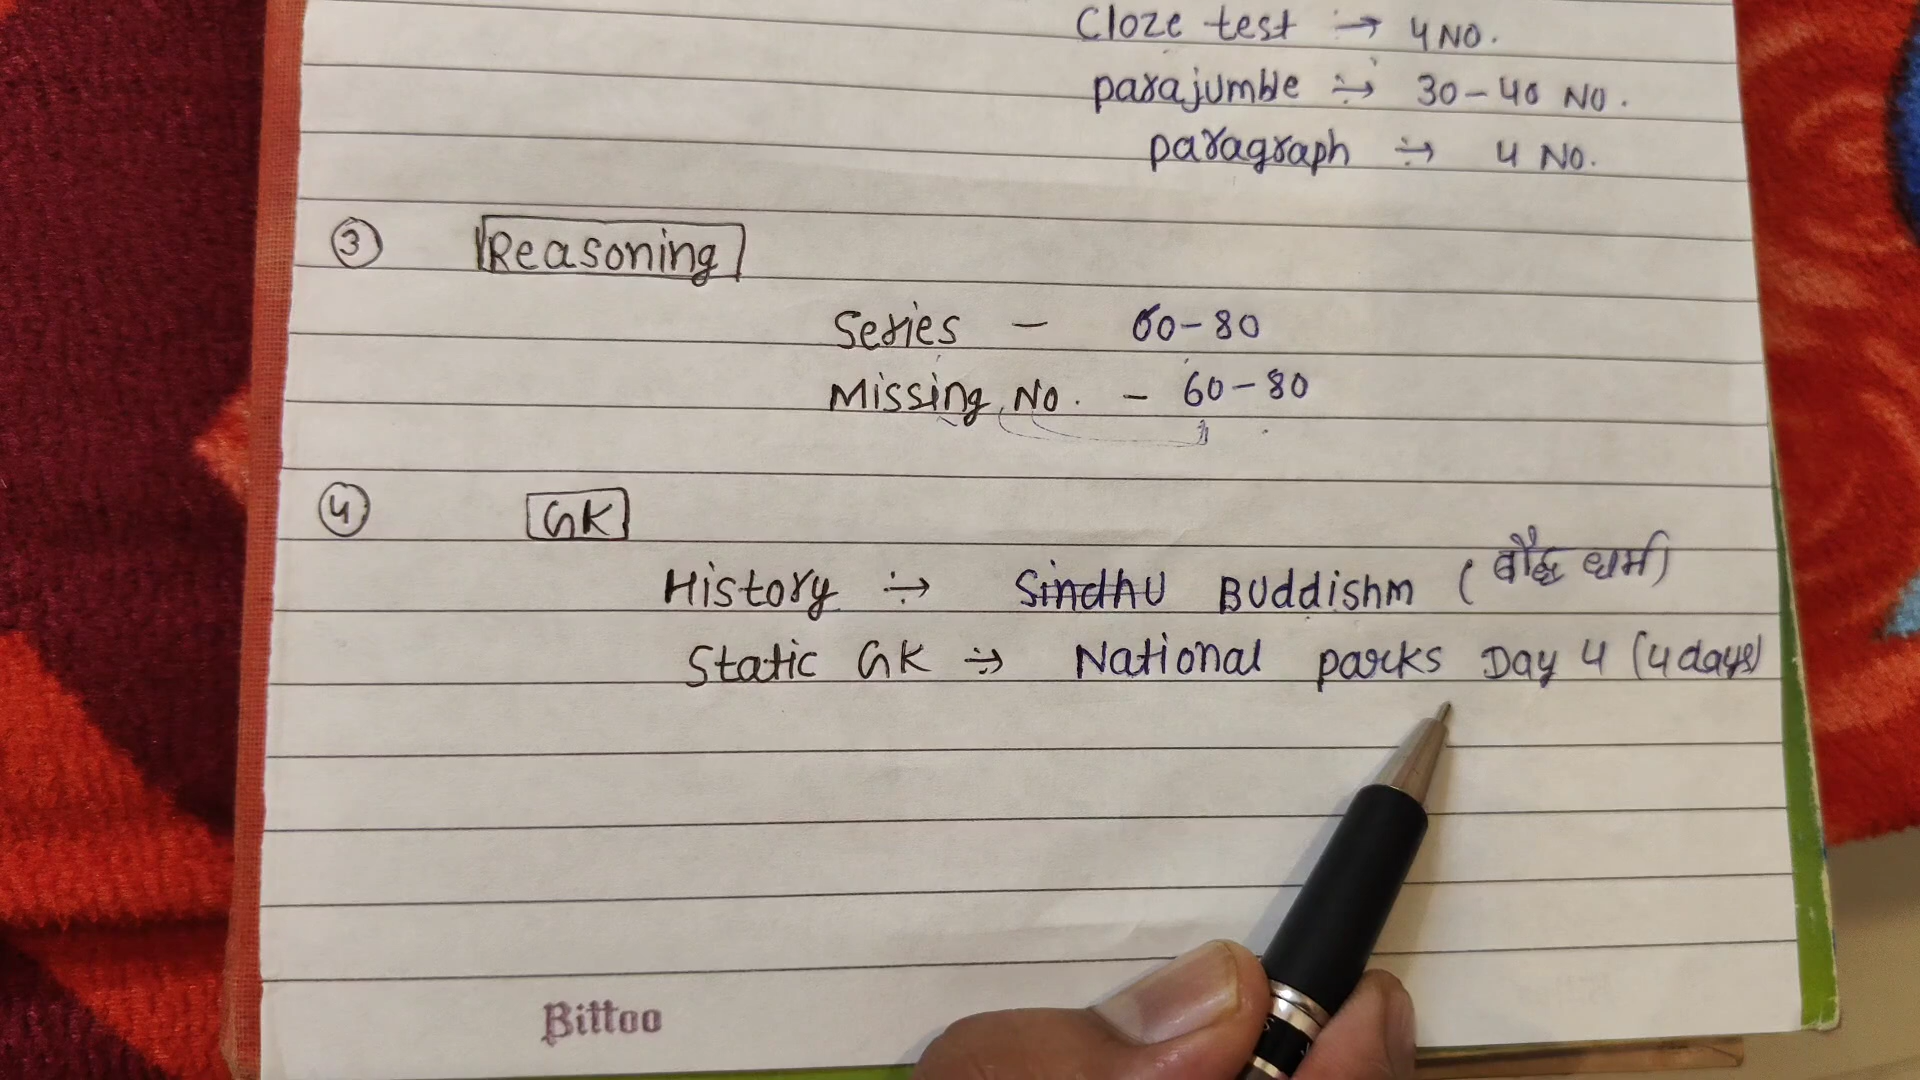 Cloze test → 4 NO.
parajumble → 30-40 NO.
paragraph → 4 NO.
3 Reasoning
Series - 60-80
Missing No. - 60-80
4 GK
History → Sindhu Buddishm (बौद्ध धर्म)
Static GK → National parks Day 4 (4 days)
Bittoo